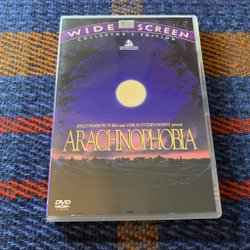 WIDE SCREEN
COLLECTOR'S EDITION
HOLLYWOOD PICTURES and AMBLIN ENTERTAINMENT present
ARACHNOPHOBIA
DVD